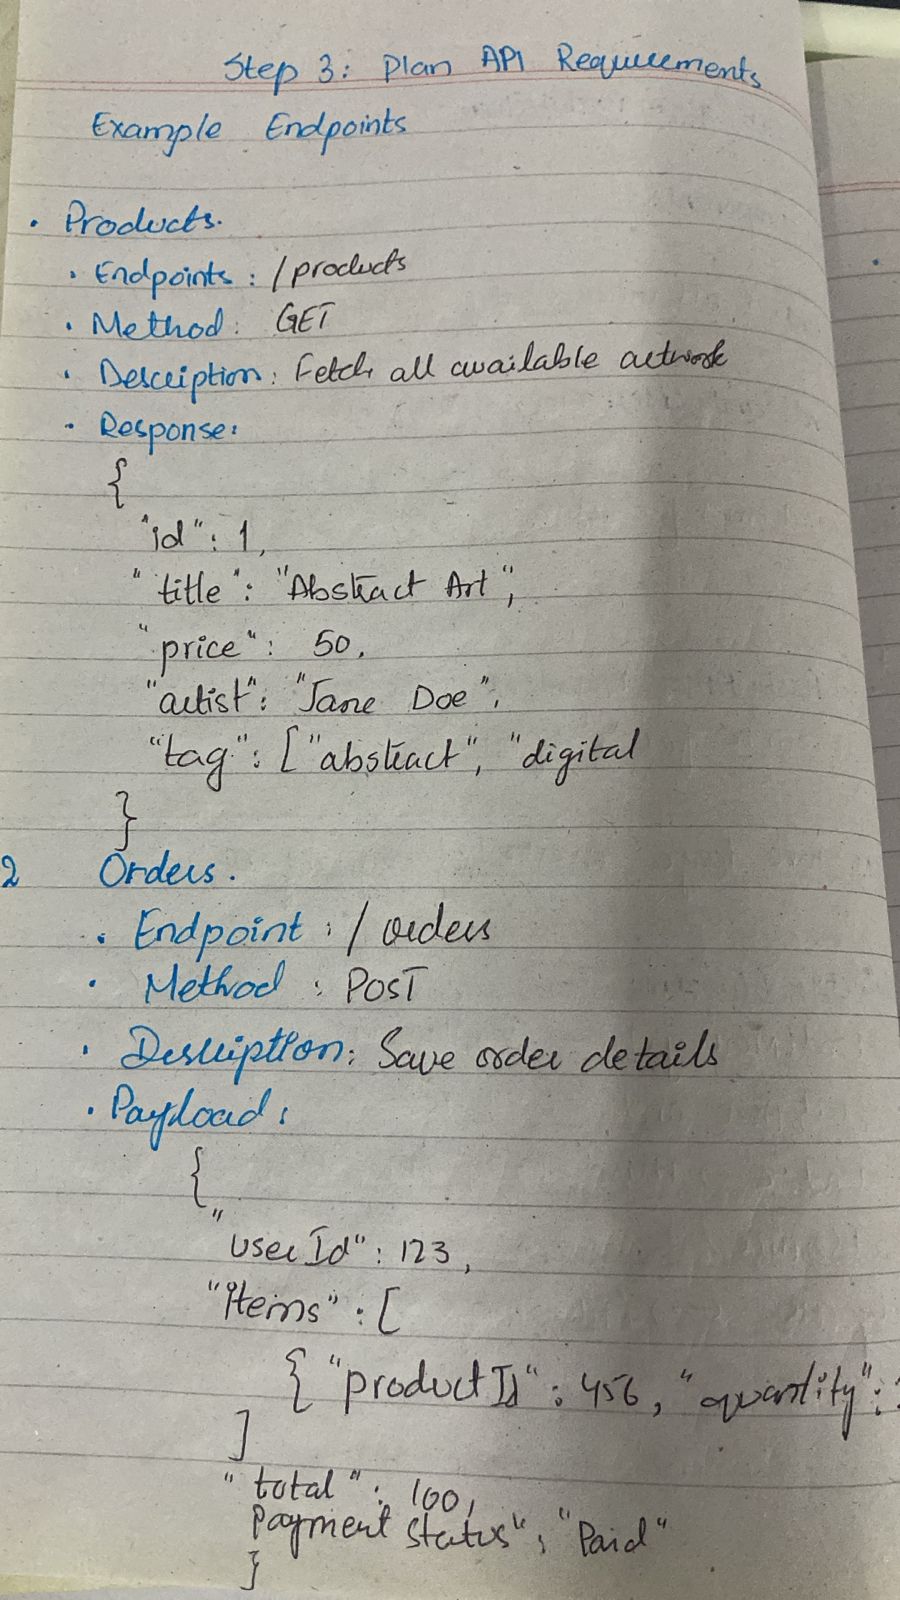 Step 3: Plan API Requirements
Example Endpoints
• Products.
• Endpoints: /products
• Method: GET
• Description: Fetch all available artwork
• Response:
{
"id": 1,
"title": "Abstract Art",
"price": 50,
"artist": "Jane Doe",
"tag": ["abstract", "digital
}
2 Orders.
• Endpoint: /orders
• Method: POST
• Description: Save order details
• Payload:
{
"userId": 123,
"items": [
{ "productId": 456, "quantity":
]
"total": 100,
Payment Status": "Paid"
}